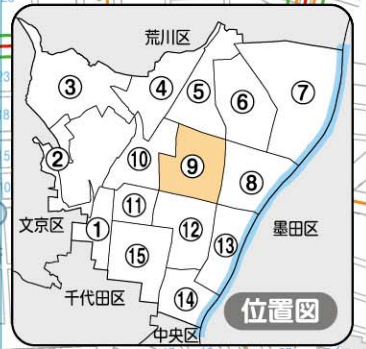 荒川区
③
④
⑤
⑥
⑦
②
⑩
⑨
⑧
文京区
①
⑪
⑫
⑬
墨田区
⑮
千代田区
⑭
中央区
位置図